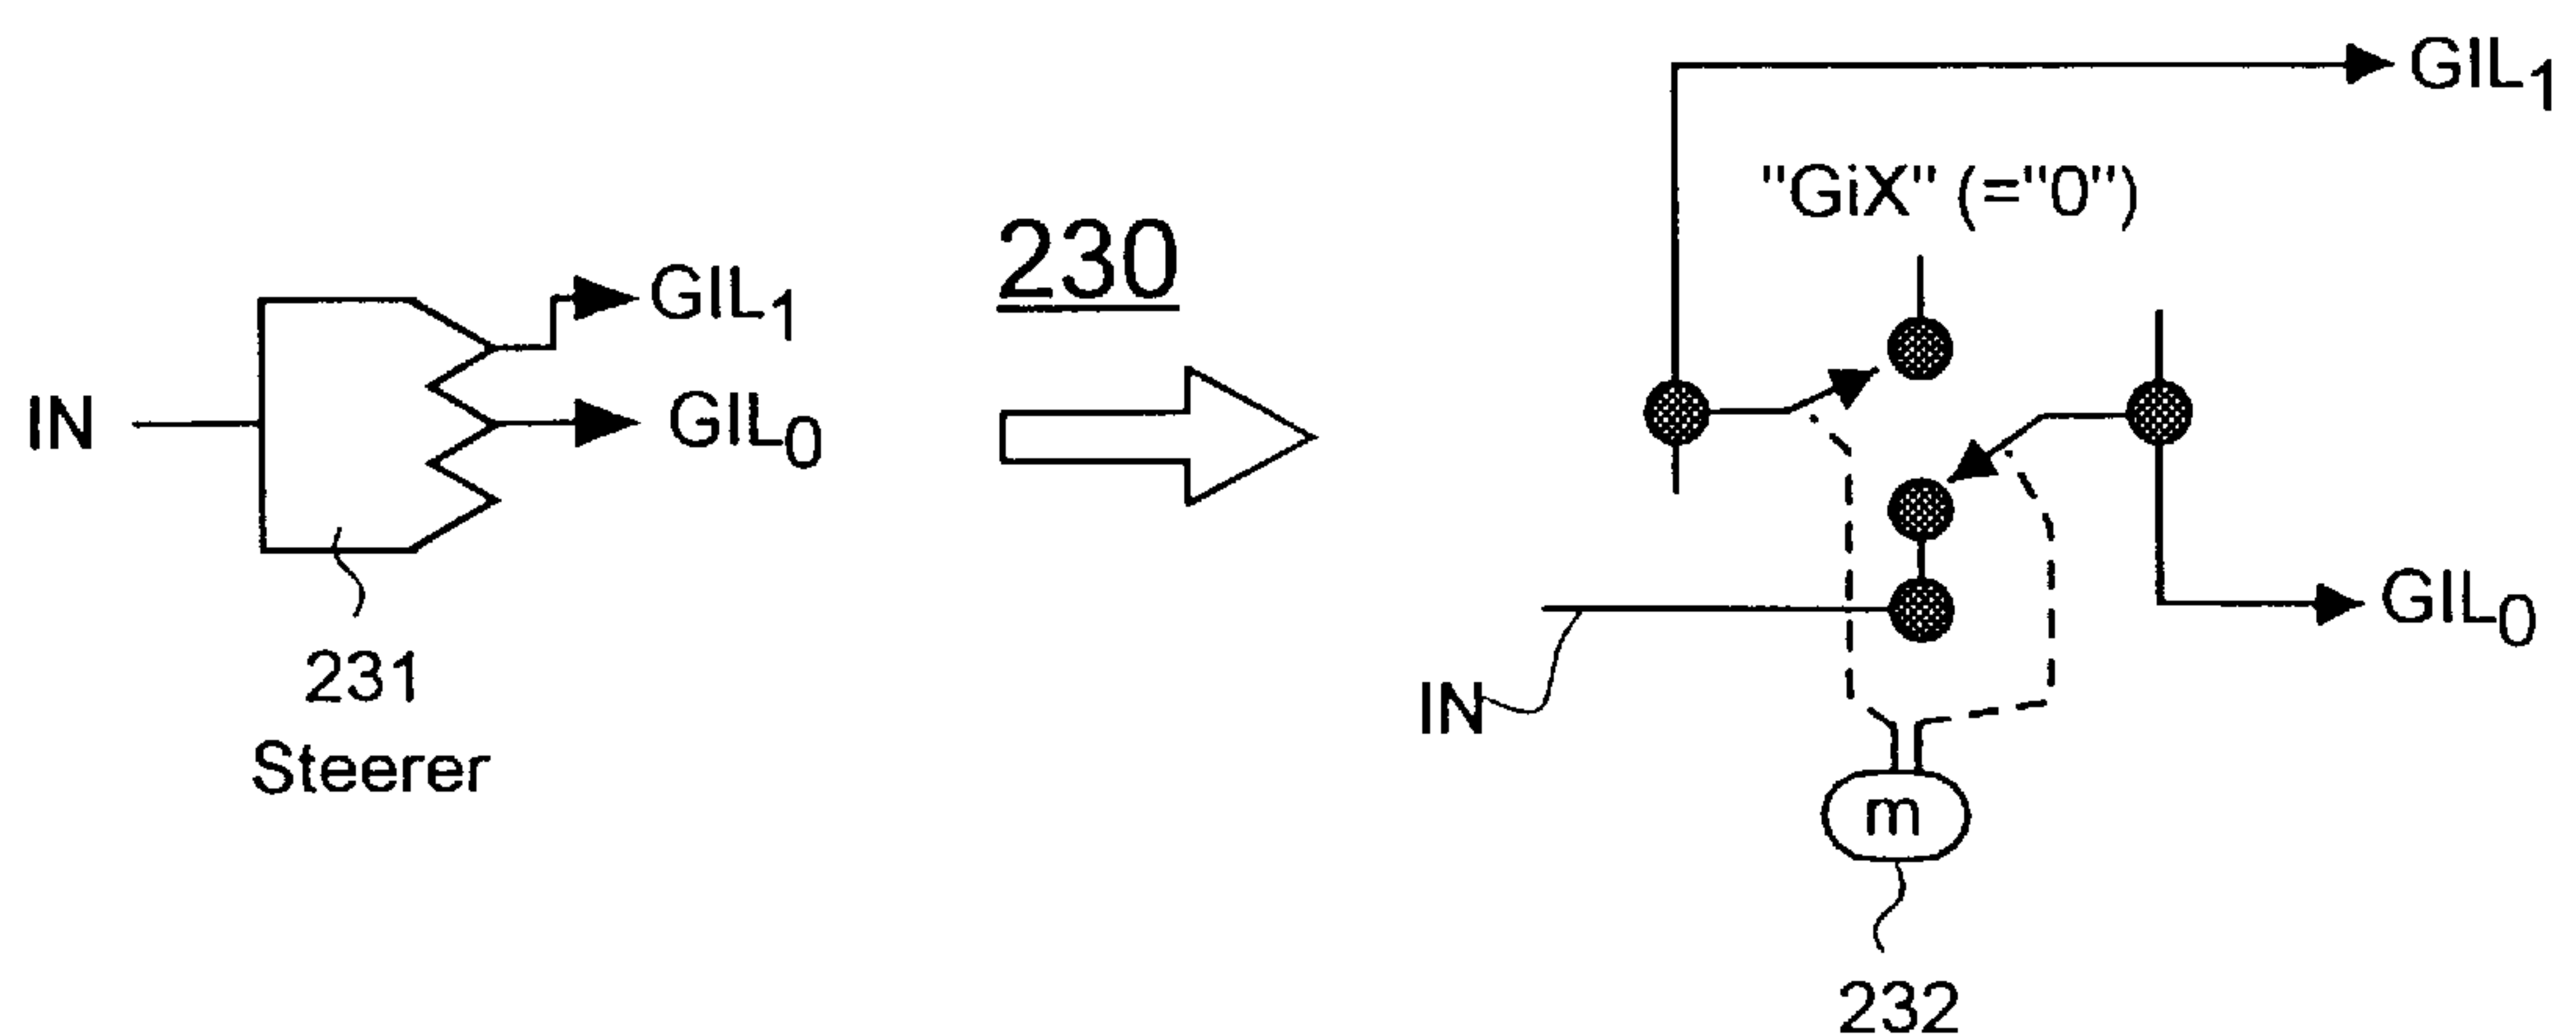 GIL1
"GiX" (="0")
230
GIL1
IN
GIL0
GIL0
231
Steerer
IN
m
232